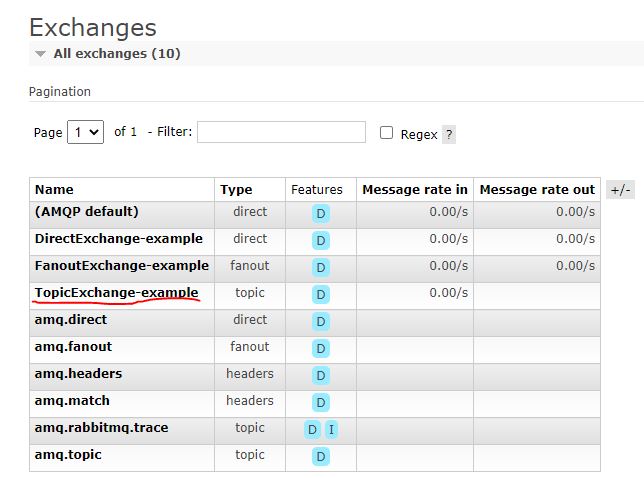 Exchanges
All exchanges (10)
Pagination
Page 1 of 1 - Filter: Regex ?
Name Type Features Message rate in Message rate out +/-
(AMQP default) direct D 0.00/s 0.00/s
DirectExchange-example direct D 0.00/s 0.00/s
FanoutExchange-example fanout D 0.00/s 0.00/s
TopicExchange-example topic D 0.00/s
amq.direct direct D
amq.fanout fanout D
amq.headers headers D
amq.match headers D
amq.rabbitmq.trace topic D I
amq.topic topic D